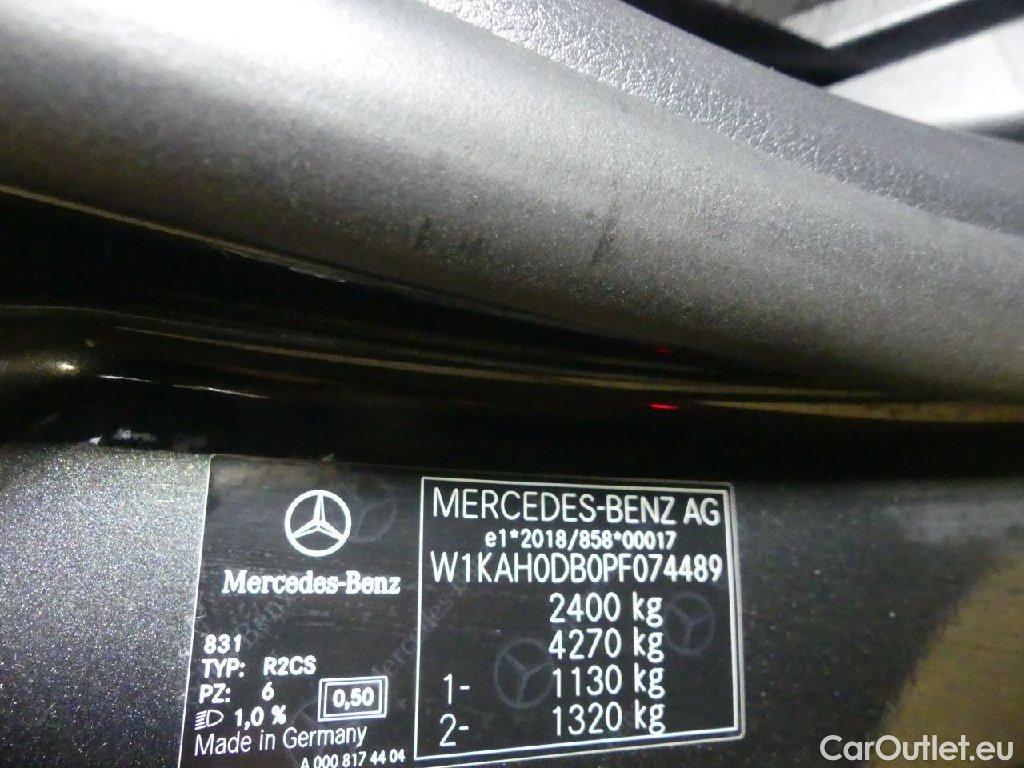 Mercedes-Benz
831
TYP: R2CS
PZ: 6
0,50
1,0 %
Made in Germany
A 000 817 44 04
MERCEDES-BENZ AG
e1*2018/858*00017
W1KAH0DB0PF074489
2400 kg
4270 kg
1- 1130 kg
2- 1320 kg
CarOutlet.eu